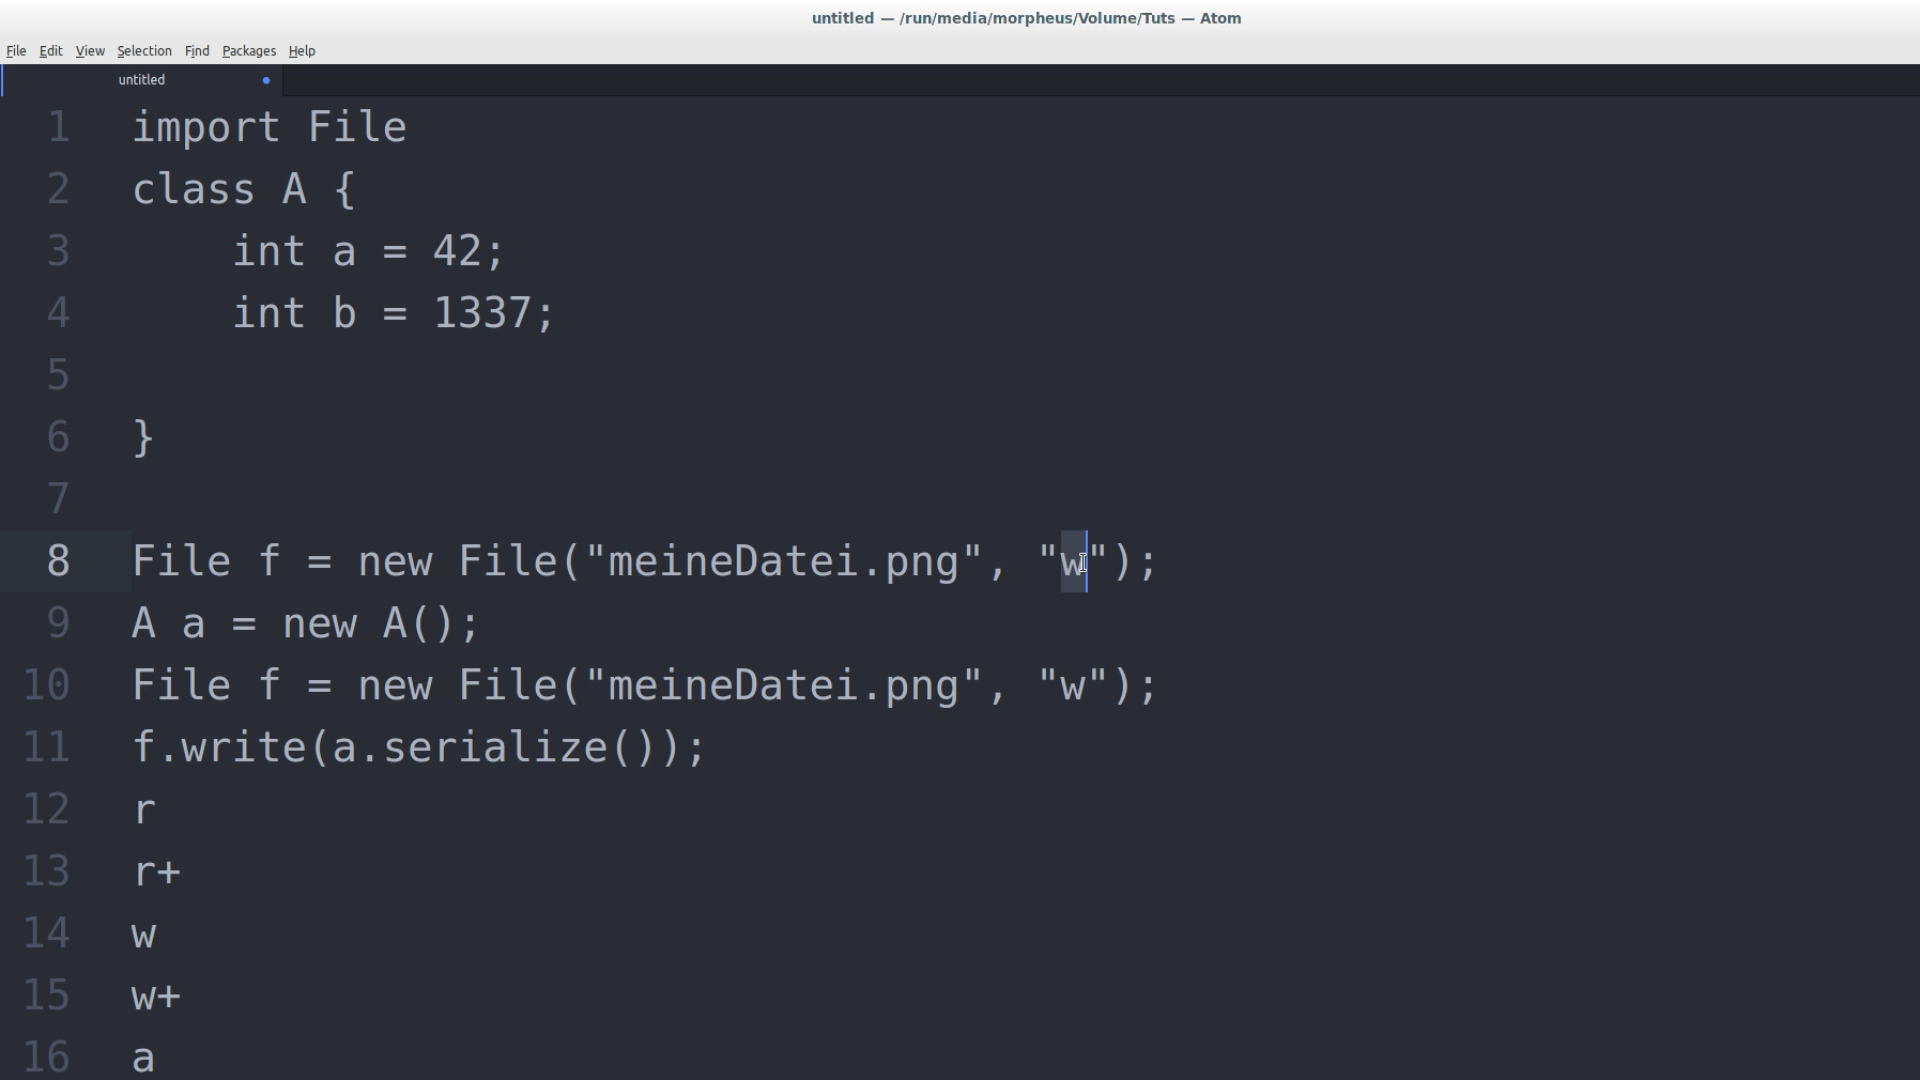 untitled — /run/media/morpheus/Volume/Tuts — Atom
File Edit View Selection Find Packages Help
untitled
1 import File
2 class A {
3     int a = 42;
4     int b = 1337;
5
6 }
7
8 File f = new File("meineDatei.png", "w");
9 A a = new A();
10 File f = new File("meineDatei.png", "w");
11 f.write(a.serialize());
12 r
13 r+
14 w
15 w+
16 a